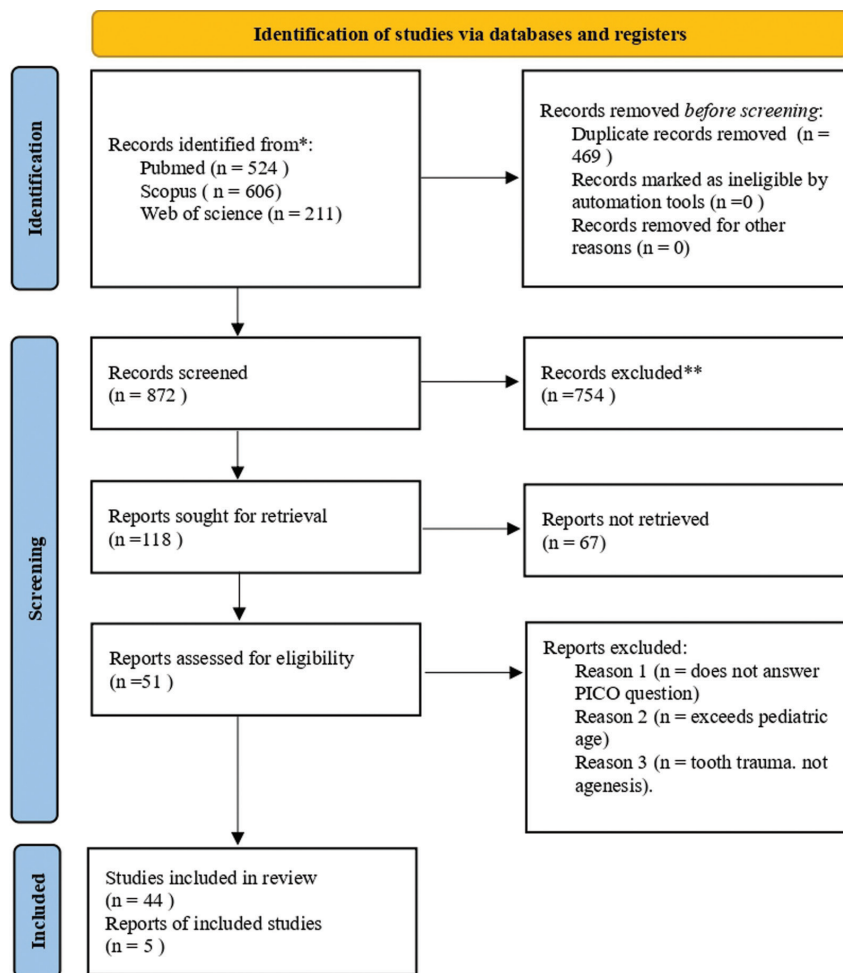 Identification of studies via databases and registers
Identification
Records identified from*:
Pubmed (n = 524 )
Scopus ( n = 606)
Web of science (n = 211)
Records removed before screening:
Duplicate records removed (n =
469 )
Records marked as ineligible by
automation tools (n =0 )
Records removed for other
reasons (n = 0)
Screening
Records screened
(n = 872 )
Records excluded**
(n =754 )
Reports sought for retrieval
(n =118 )
Reports not retrieved
(n = 67)
Reports assessed for eligibility
(n =51 )
Reports excluded:
Reason 1 (n = does not answer
PICO question)
Reason 2 (n = exceeds pediatric
age)
Reason 3 (n = tooth trauma. not
agenesis).
Included
Studies included in review
(n = 44)
Reports of included studies
(n = 5 )